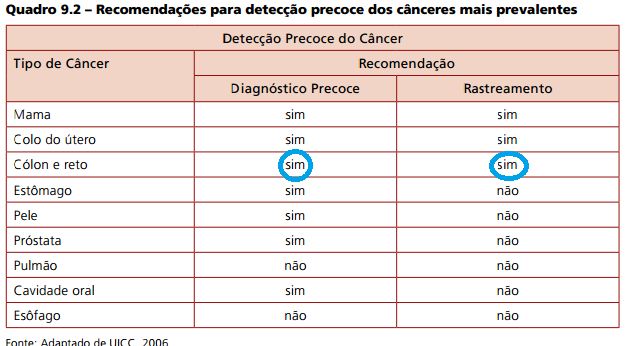 Quadro 9.2 – Recomendações para detecção precoce dos cânceres mais prevalentes
Detecção Precoce do Câncer
Tipo de Câncer Recomendação
Diagnóstico Precoce Rastreamento
Mama sim sim
Colo do útero sim sim
Cólon e reto sim sim
Estômago sim não
Pele sim não
Próstata sim não
Pulmão não não
Cavidade oral sim não
Esôfago não não
Fonte: Adaptado de UICC, 2006